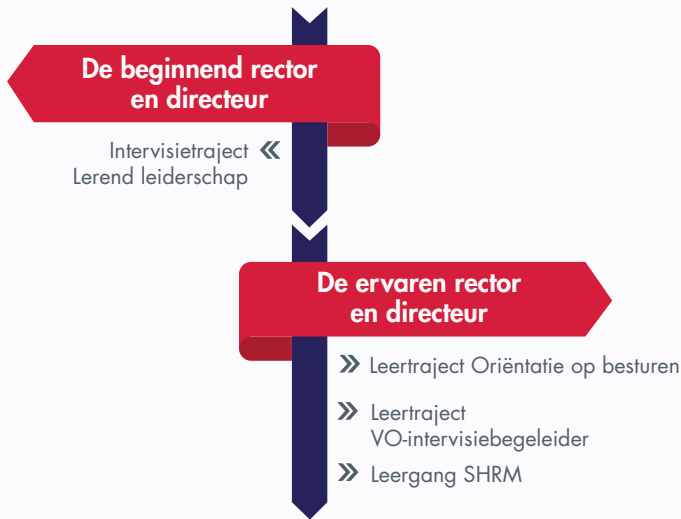 De beginnend rector
en directeur
Intervisietraject
Lerend leiderschap
De ervaren rector
en directeur
Leertraject Oriëntatie op besturen
Leertraject
VO-intervisiebegeleider
Leergang SHRM